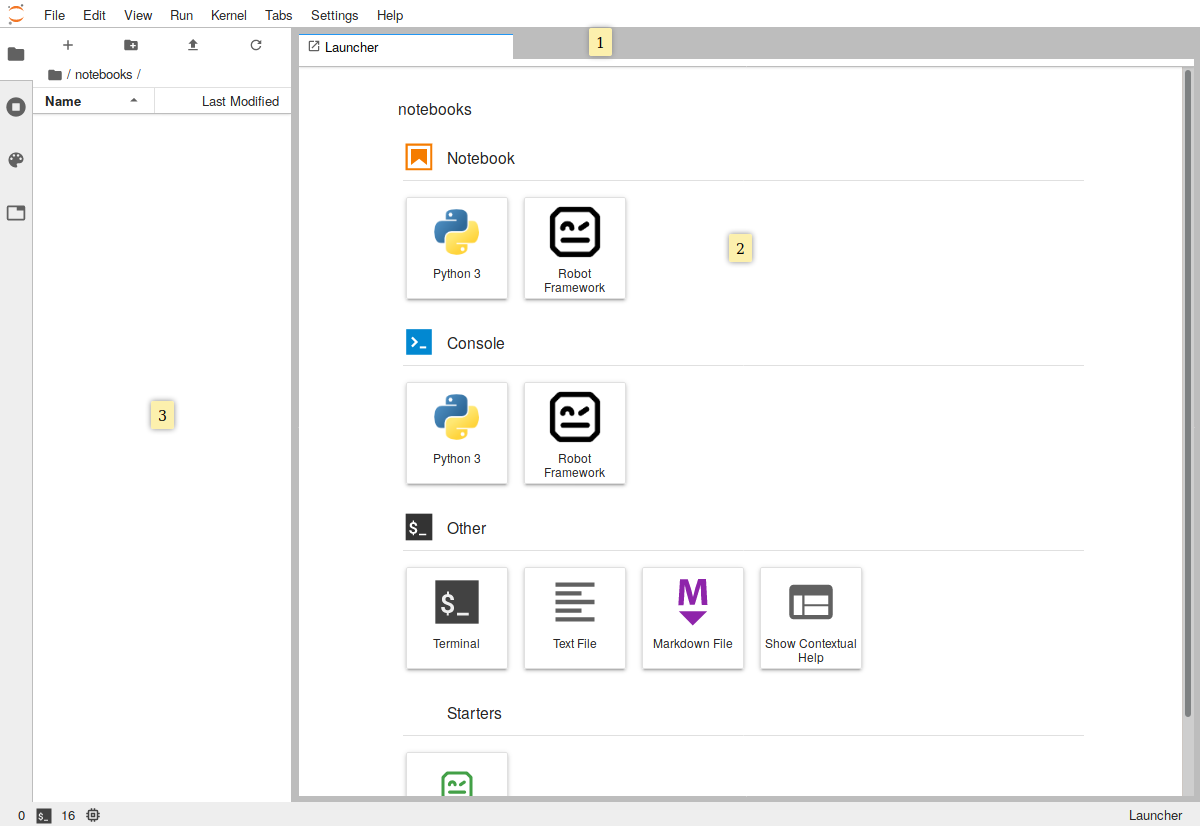 File Edit View Run Kernel Tabs Settings Help
1
Launcher
/ notebooks /
Name Last Modified
notebooks
Notebook
2
Python 3
Robot
Framework
Console
3
Python 3
Robot
Framework
$_ Other
$_
Terminal
Text File
M
Markdown File
Show Contextual
Help
Starters
0 $_ 16 Launcher